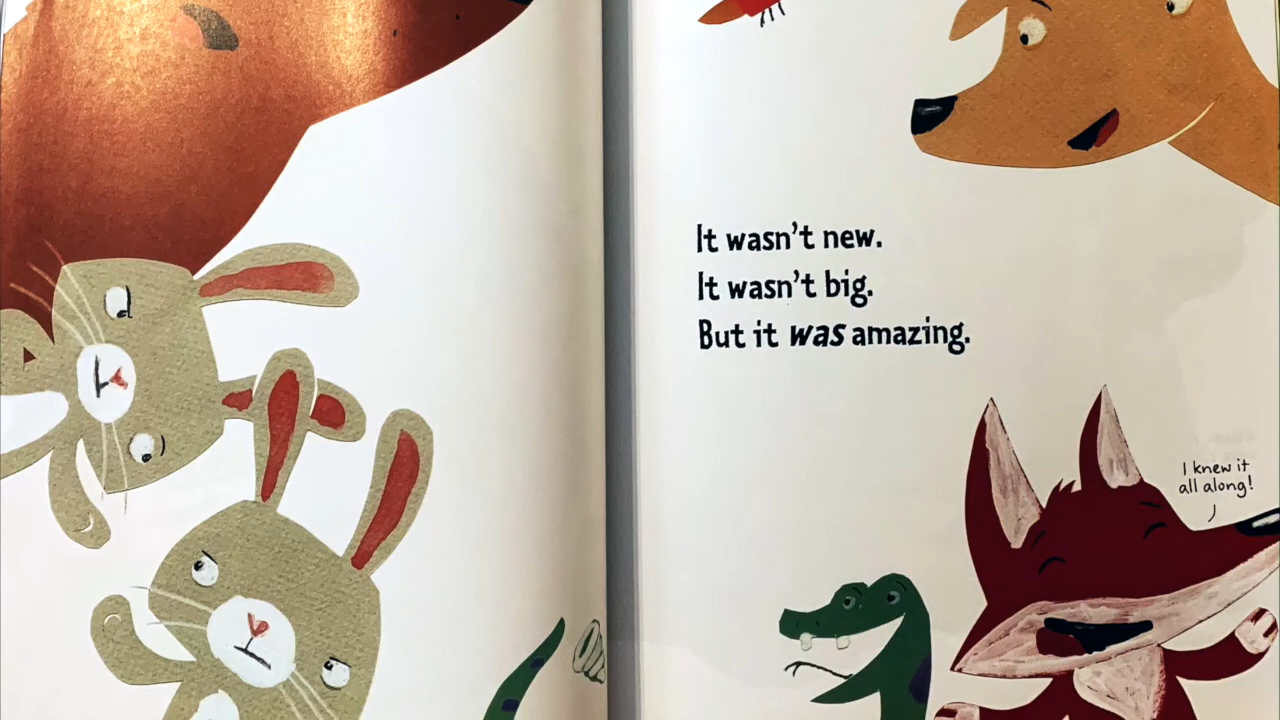 It wasn't new.
It wasn't big.
But it was amazing.
I knew it
all along!